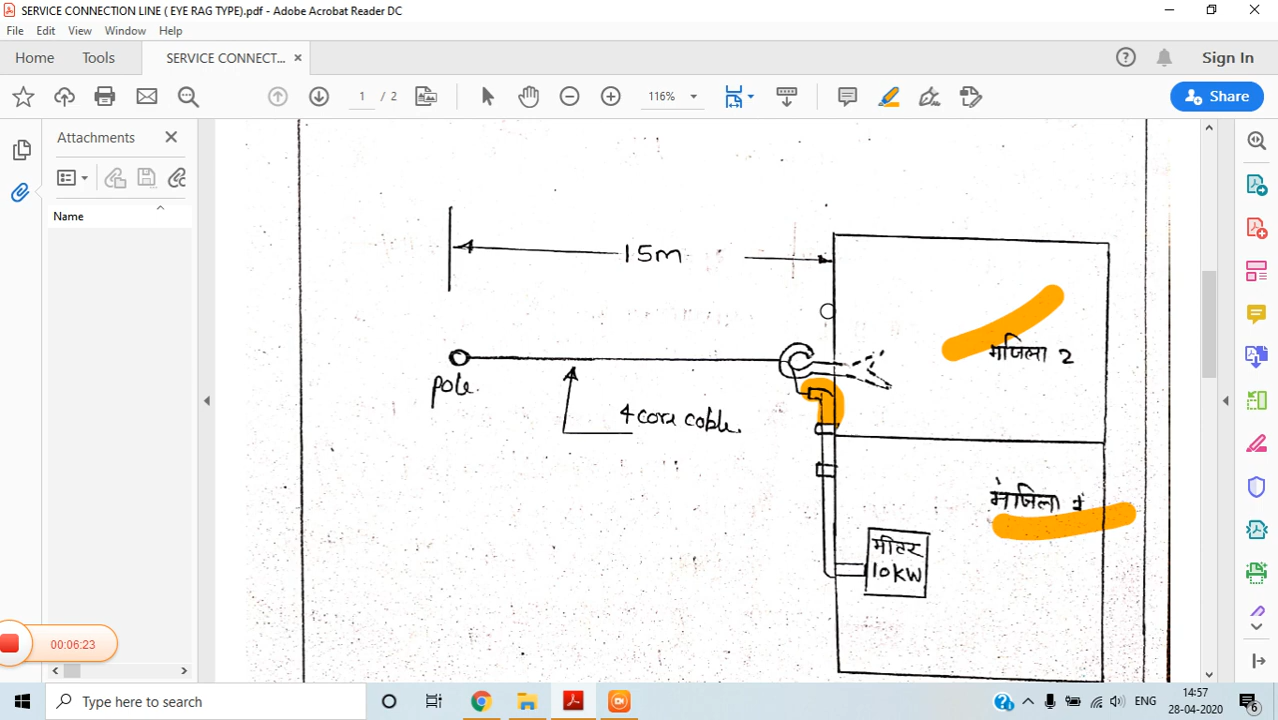 SERVICE CONNECTION LINE ( EYE RAG TYPE).pdf - Adobe Acrobat Reader DC
File Edit View Window Help
Home Tools SERVICE CONNECT... Sign In
1 / 2 116% Share
Attachments
Name
15m
मंजिला 2
pole
4 core cable
मंजिला 1
मीटर
10KW
00:06:23
Type here to search
ENG
14:57
28-04-2020
6